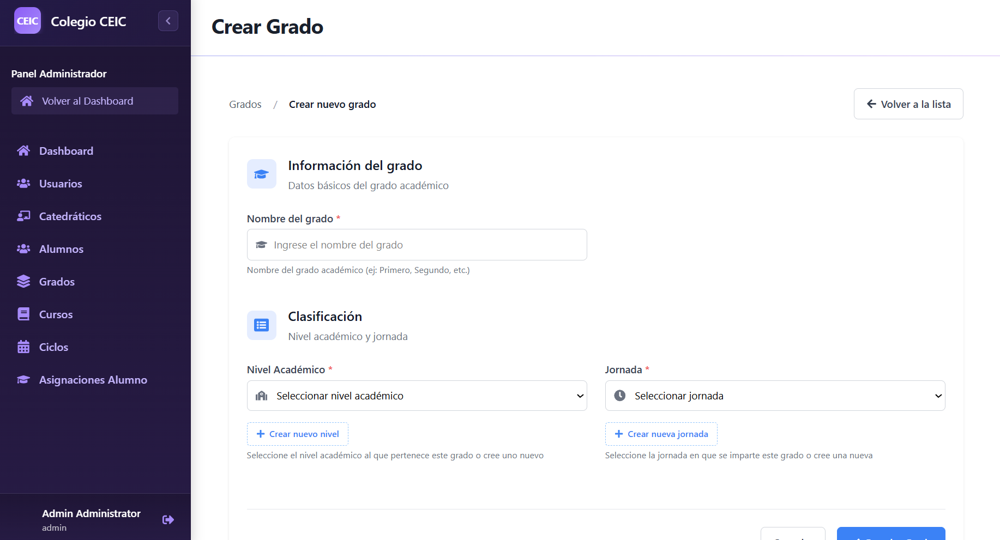 CEIC
Colegio CEIC
Panel Administrador
Volver al Dashboard
Dashboard
Usuarios
Catedráticos
Alumnos
Grados
Cursos
Ciclos
Asignaciones Alumno
Admin Administrator
admin
Crear Grado
Grados / Crear nuevo grado
Volver a la lista
Información del grado
Datos básicos del grado académico
Nombre del grado *
Ingrese el nombre del grado
Nombre del grado académico (ej: Primero, Segundo, etc.)
Clasificación
Nivel académico y jornada
Nivel Académico *
Seleccionar nivel académico
Crear nuevo nivel
Seleccione el nivel académico al que pertenece este grado o cree uno nuevo
Jornada *
Seleccionar jornada
Crear nueva jornada
Seleccione la jornada en que se imparte este grado o cree una nueva